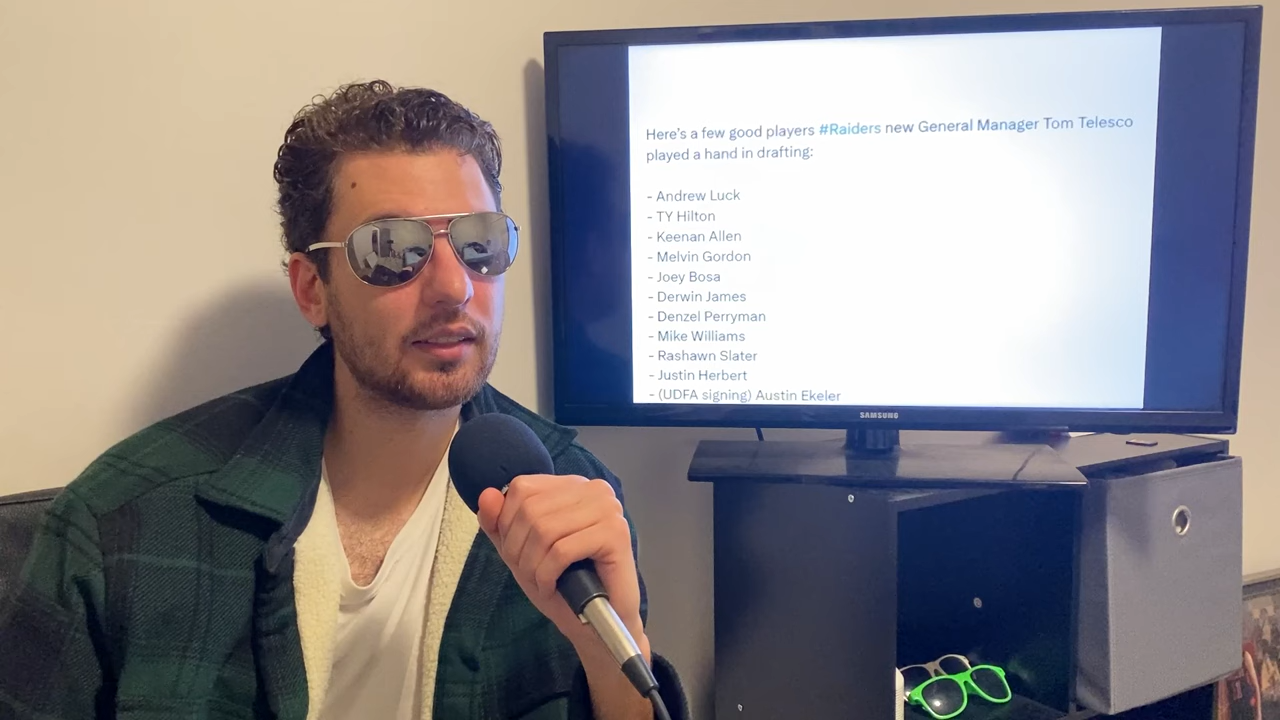 Here's a few good players #Raiders new General Manager Tom Telesco
played a hand in drafting:
- Andrew Luck
- TY Hilton
- Keenan Allen
- Melvin Gordon
- Joey Bosa
- Derwin James
- Denzel Perryman
- Mike Williams
- Rashawn Slater
- Justin Herbert
- (UDFA signing) Austin Ekeler
SAMSUNG